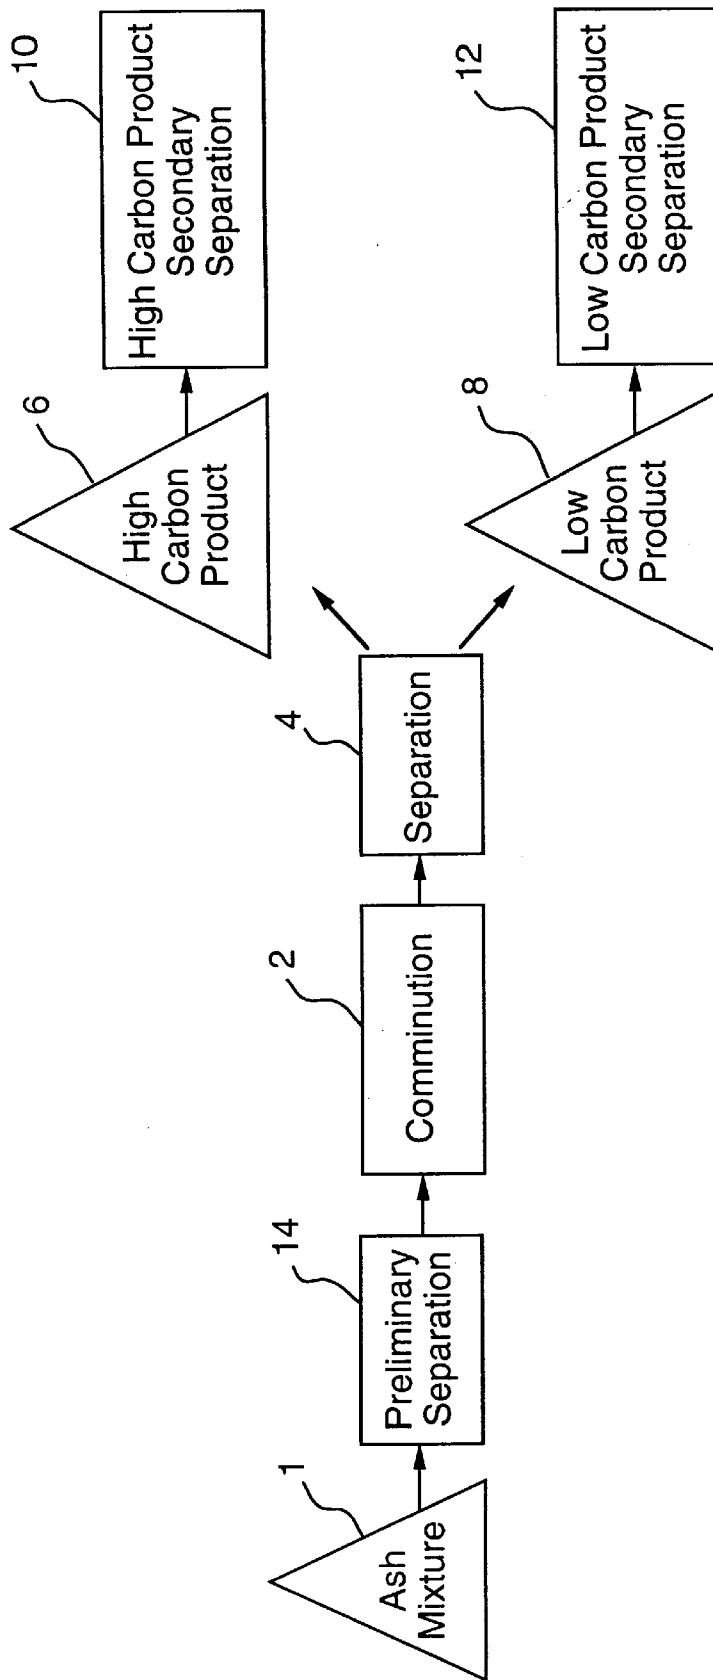 1
Ash
Mixture
14
Preliminary
Separation
2
Comminution
4
Separation
6
High
Carbon
Product
10
High Carbon Product
Secondary
Separation
8
Low
Carbon
Product
12
Low Carbon Product
Secondary
Separation